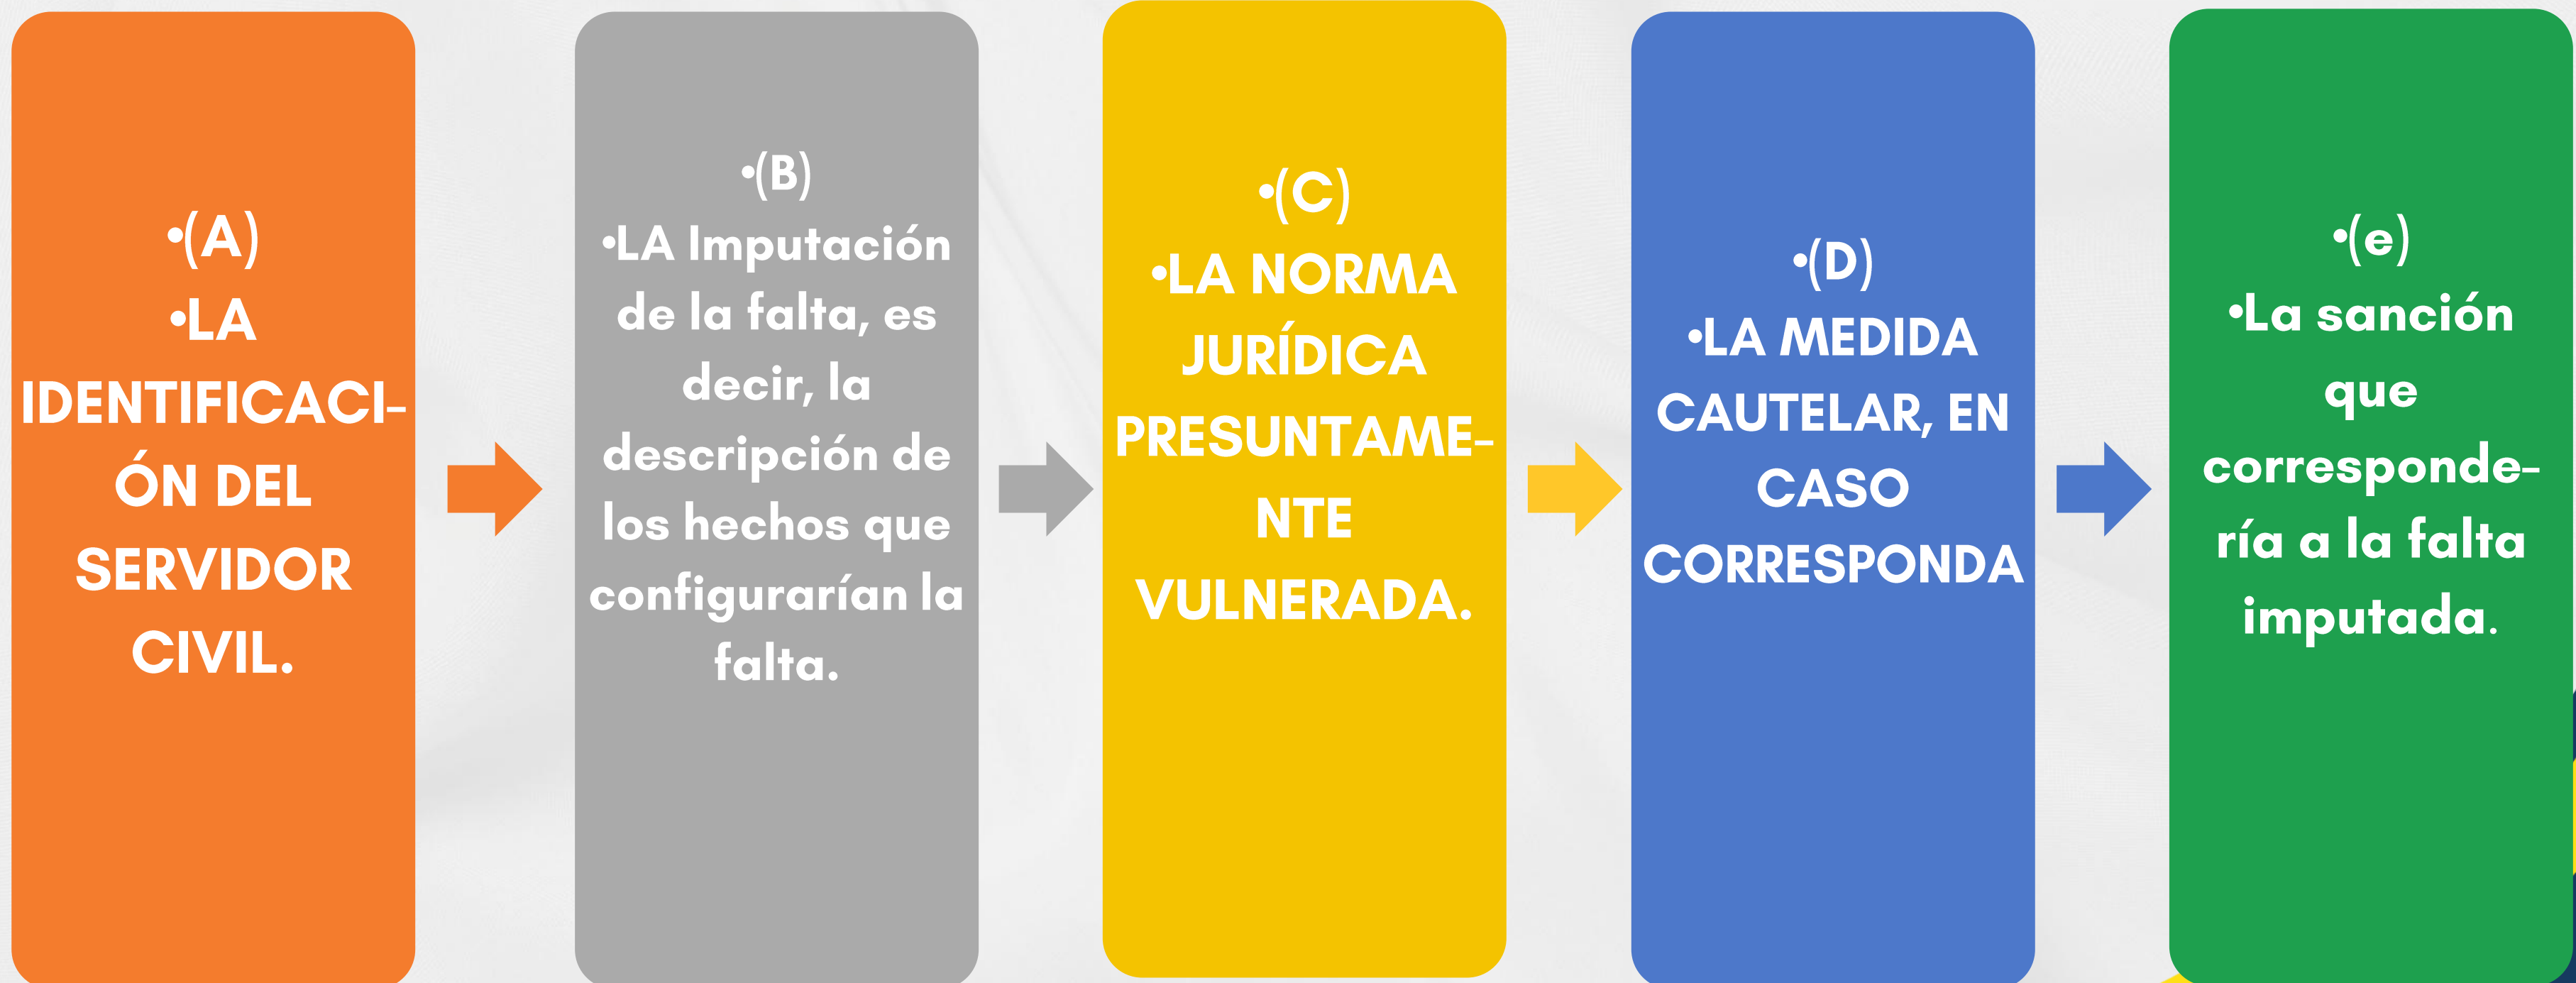 •(A)
•LA
IDENTIFICACI-
ÓN DEL
SERVIDOR
CIVIL.
•(B)
•LA Imputación
de la falta, es
decir, la
descripción de
los hechos que
configurarían la
falta.
•(C)
•LA NORMA
JURÍDICA
PRESUNTAME-
NTE
VULNERADA.
•(D)
•LA MEDIDA
CAUTELAR, EN
CASO
CORRESPONDA
•(e)
•La sanción
que
corresponde-
ría a la falta
imputada.